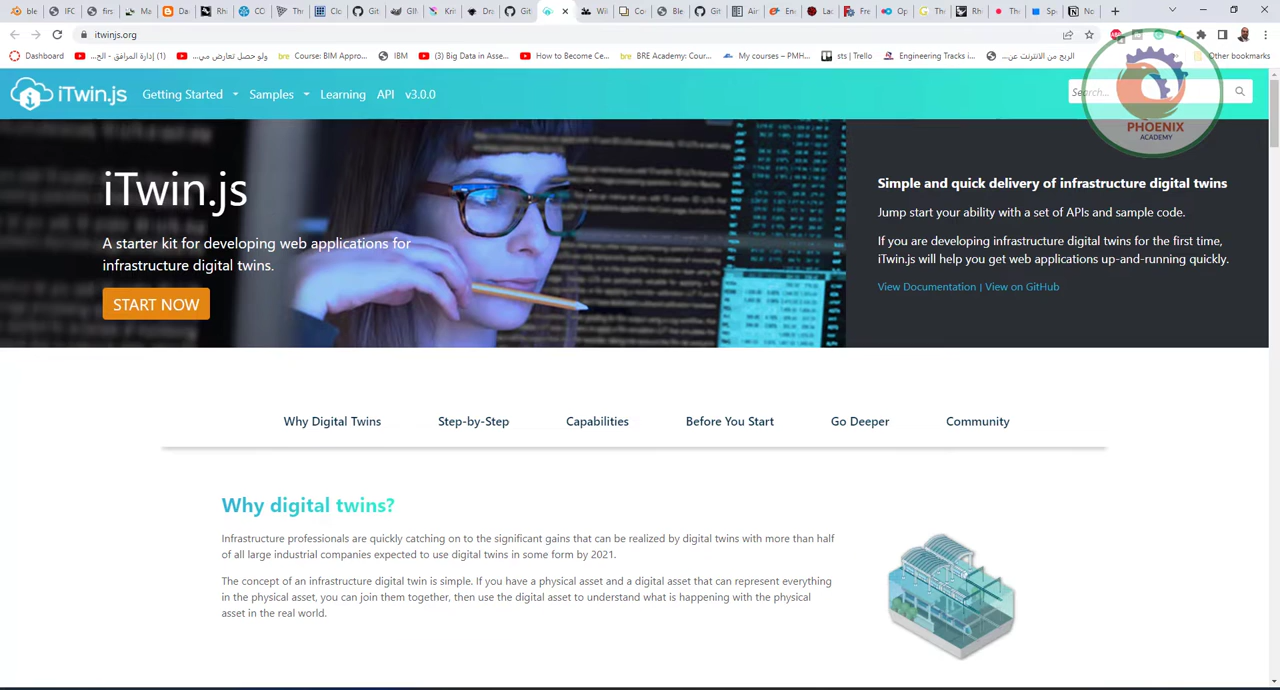 ble
IFC
firs
Ma
Da
Rh
CO
Th
Clo
Git
GII
Krit
Dra
Git
Wil
Co
Ble
Git
Air
En
Lac
Fre
Op
Th
Rh
Th
Sp
No
itwinjs.org
Dashboard
(1) إدارة المرافق - الج...
ولو حصل تعارض مي...
bre Course: BIM Appro...
IBM
(3) Big Data in Asse...
How to Become Ce...
bre BRE Academy: Cour...
My courses – PMH...
sts | Trello
Engineering Tracks i...
الربح من الانترنت عن...
Other bookmarks
iTwin.js
Getting Started
Samples
Learning
API
v3.0.0
Search...
PHOENIX
ACADEMY
iTwin.js
A starter kit for developing web applications for
infrastructure digital twins.
START NOW
Simple and quick delivery of infrastructure digital twins
Jump start your ability with a set of APIs and sample code.
If you are developing infrastructure digital twins for the first time,
iTwin.js will help you get web applications up-and-running quickly.
View Documentation | View on GitHub
Why Digital Twins
Step-by-Step
Capabilities
Before You Start
Go Deeper
Community
Why digital twins?
Infrastructure professionals are quickly catching on to the significant gains that can be realized by digital twins with more than half
of all large industrial companies expected to use digital twins in some form by 2021.
The concept of an infrastructure digital twin is simple. If you have a physical asset and a digital asset that can represent everything
in the physical asset, you can join them together, then use the digital asset to understand what is happening with the physical
asset in the real world.